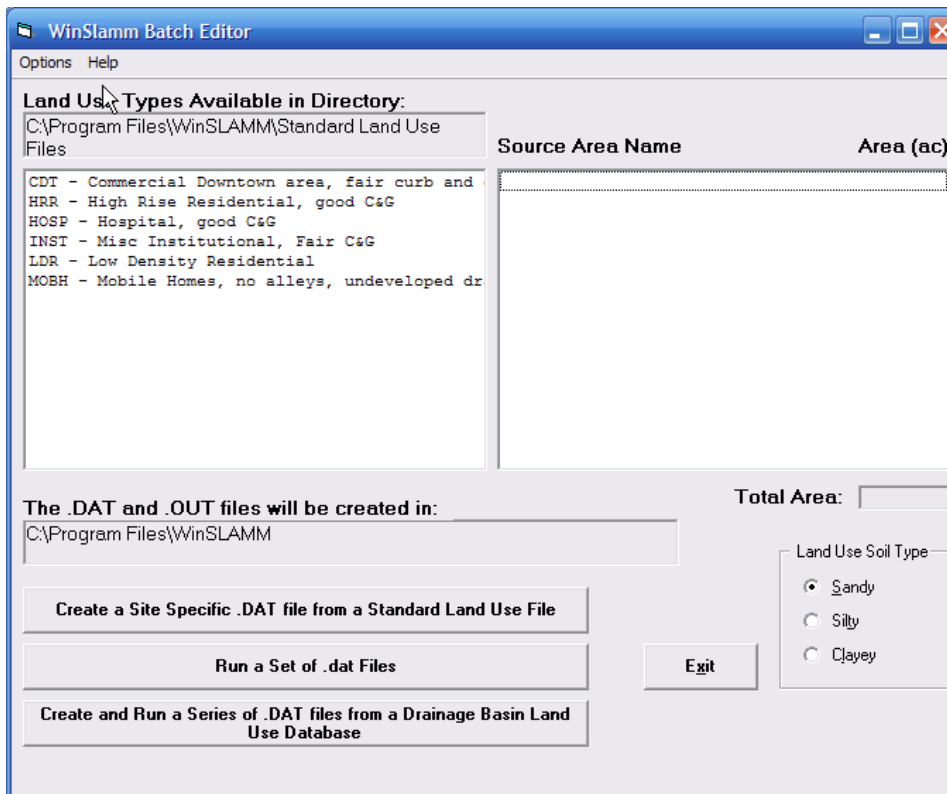 WinSlamm Batch Editor
Options Help
Land Use Types Available in Directory:
C:\Program Files\WinSLAMM\Standard Land Use
Files
Source Area Name Area (ac)
CDT - Commercial Downtown area, fair curb and
HRR - High Rise Residential, good C&G
HOSP - Hospital, good C&G
INST - Misc Institutional, Fair C&G
LDR - Low Density Residential
MOBH - Mobile Homes, no alleys, undeveloped dr
Total Area:
The .DAT and .OUT files will be created in:
C:\Program Files\WinSLAMM
Land Use Soil Type
Sandy
Silty
Clayey
Create a Site Specific .DAT file from a Standard Land Use File
Run a Set of .dat Files
Exit
Create and Run a Series of .DAT files from a Drainage Basin Land
Use Database